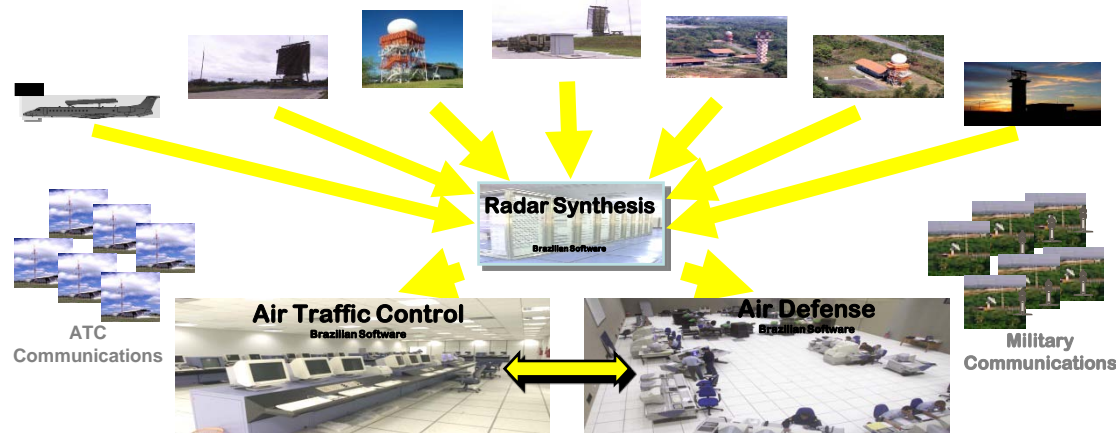 Radar Synthesis
Brazilian Software
Air Traffic Control
Brazilian Software
Air Defense
Brazilian Software
ATC
Communications
Military
Communications